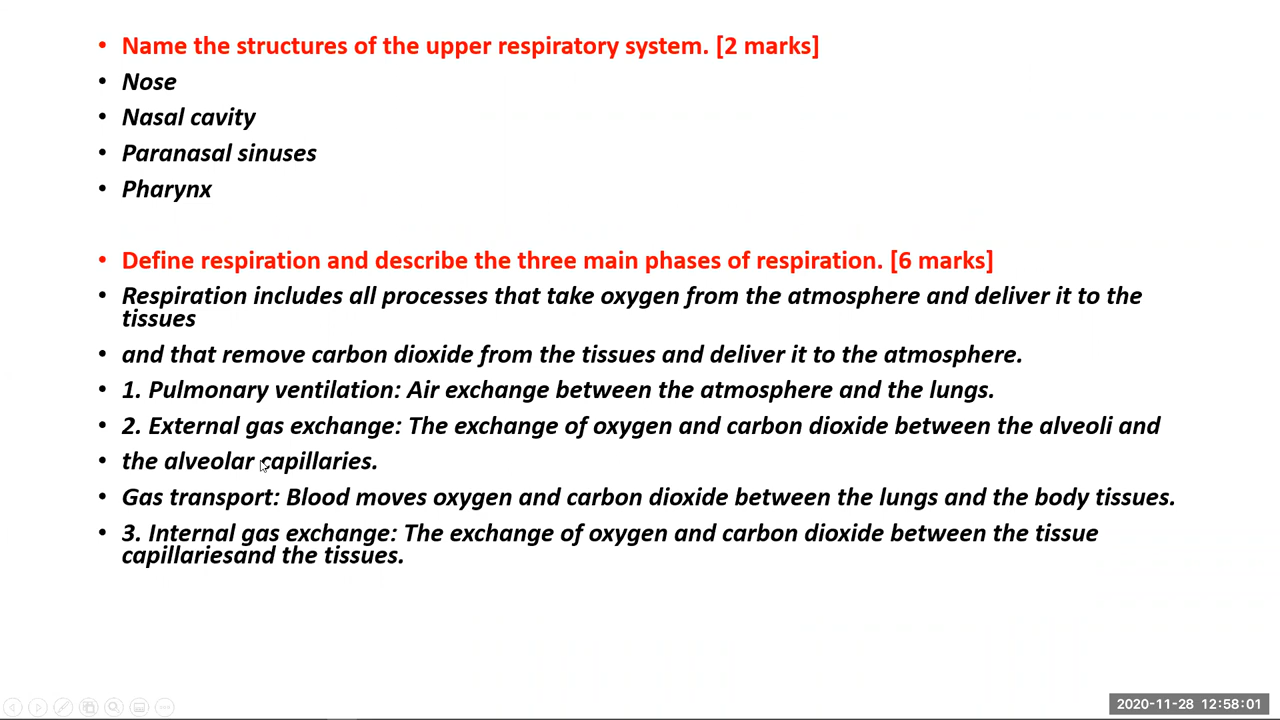 • Name the structures of the upper respiratory system. [2 marks]
• Nose
• Nasal cavity
• Paranasal sinuses
• Pharynx
• Define respiration and describe the three main phases of respiration. [6 marks]
• Respiration includes all processes that take oxygen from the atmosphere and deliver it to the
tissues
• and that remove carbon dioxide from the tissues and deliver it to the atmosphere.
• 1. Pulmonary ventilation: Air exchange between the atmosphere and the lungs.
• 2. External gas exchange: The exchange of oxygen and carbon dioxide between the alveoli and
• the alveolar capillaries.
• Gas transport: Blood moves oxygen and carbon dioxide between the lungs and the body tissues.
• 3. Internal gas exchange: The exchange of oxygen and carbon dioxide between the tissue
capillariesand the tissues.
2020-11-28 12:58:01